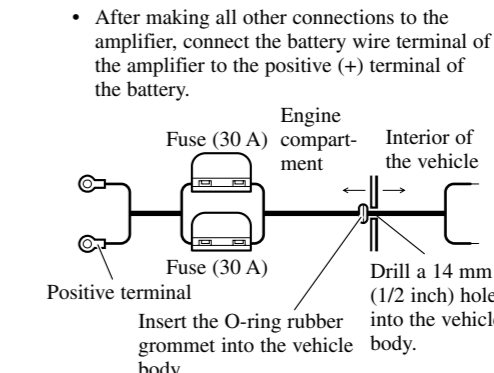 • After making all other connections to the
amplifier, connect the battery wire terminal of
the amplifier to the positive (+) terminal of
the battery.
Engine
compart-
ment
Fuse (30 A)
Interior of
the vehicle
Fuse (30 A)
Positive terminal
Drill a 14 mm
(1/2 inch) hole
into the vehicle
body.
Insert the O-ring rubber
grommet into the vehicle
body.